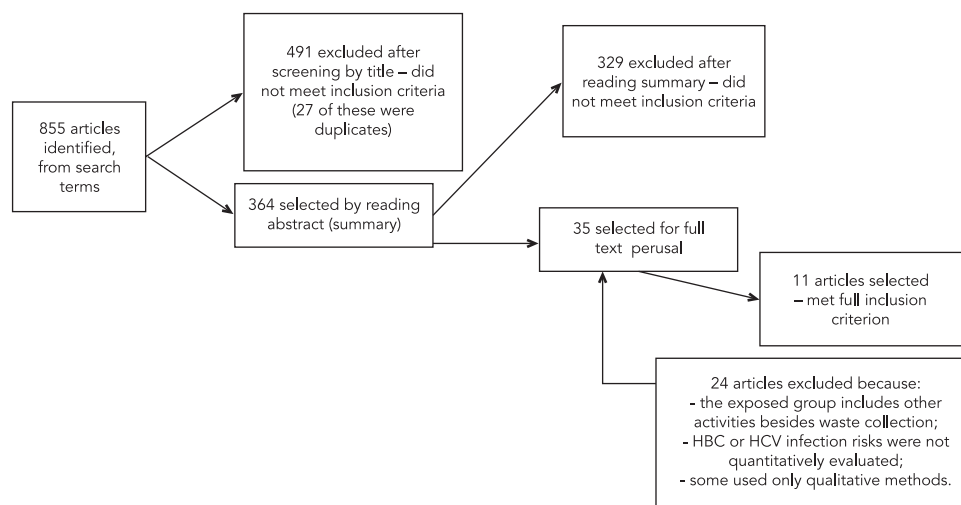 491 excluded after
screening by title – did
not meet inclusion criteria
(27 of these were
duplicates)
329 excluded after
reading summary – did
not meet inclusion criteria
855 articles
identified,
from search
terms
364 selected by reading
abstract (summary)
35 selected for full
text perusal
11 articles selected
– met full inclusion
criterion
24 articles excluded because:
- the exposed group includes other
activities besides waste collection;
- HBC or HCV infection risks were not
quantitatively evaluated;
- some used only qualitative methods.